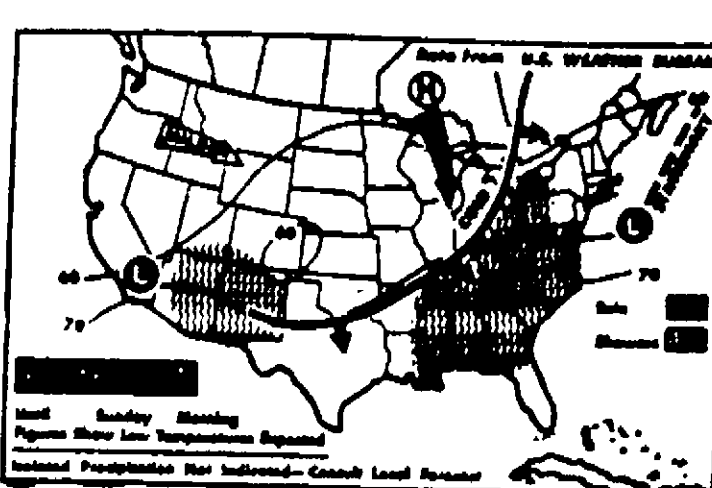 Data From U.S. WEATHER BUREAU
H
COLD
60
L
L
60
70
70
Rain
Showers
Until Sunday Morning
Figures Show Low Temperatures Expected
Isolated Precipitation Not Indicated—Consult Local Forecast